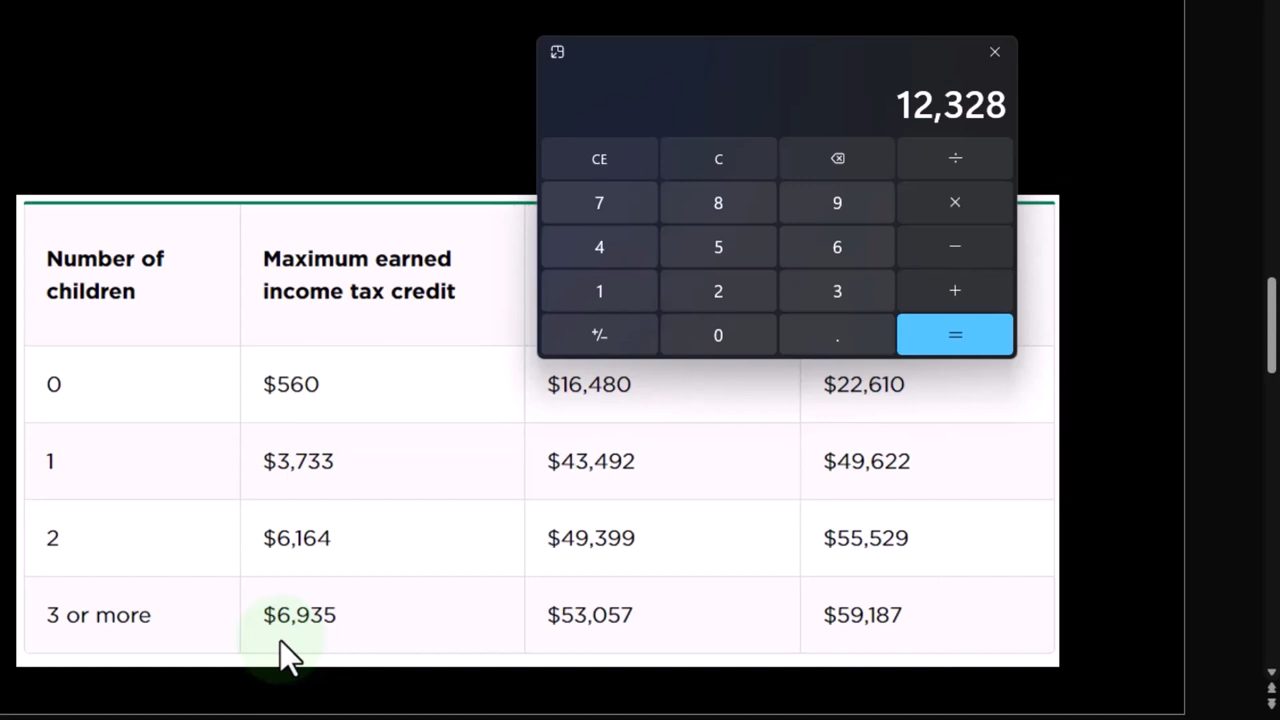 12,328
CE C ÷
7 8 9 ×
4 5 6 −
1 2 3 +
+/− 0 . =
Number of
children
Maximum earned
income tax credit
0 $560 $16,480 $22,610
1 $3,733 $43,492 $49,622
2 $6,164 $49,399 $55,529
3 or more $6,935 $53,057 $59,187